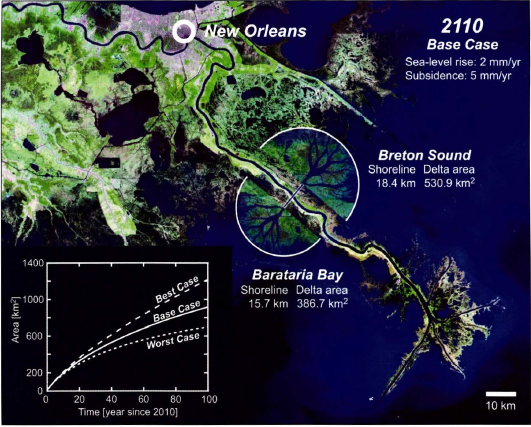 New Orleans
2110
Base Case
Sea-level rise: 2 mm/yr
Subsidence: 5 mm/yr
Breton Sound
Shoreline Delta area
18.4 km 530.9 km²
Barataria Bay
Shoreline Delta area
15.7 km 386.7 km²
1400
1200
1000
800
600
400
200
0
Area [km²]
Best Case
Base Case
Worst Case
0 20 40 60 80 100
Time [year since 2010]
10 km